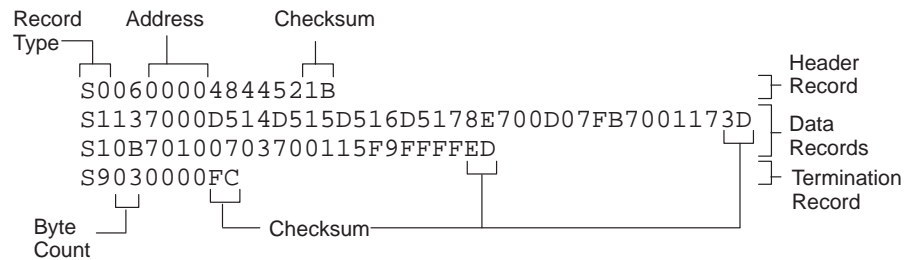 Record Type
Address
Checksum
S00600004844521B
Header Record
S1137000D514D515D516D5178E700D07FB7001173D
Data Records
S10B70100703700115F9FFFFED
S9030000FC
Termination Record
Byte Count
Checksum